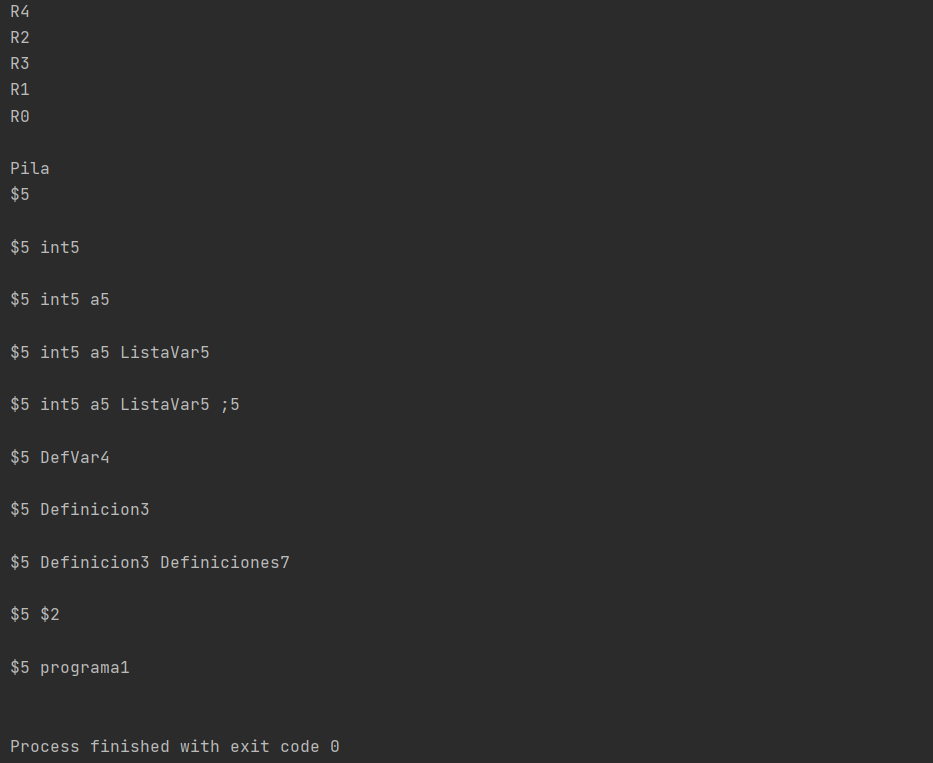 R4
R2
R3
R1
R0
Pila
$5
$5 int5
$5 int5 a5
$5 int5 a5 ListaVar5
$5 int5 a5 ListaVar5 ;5
$5 DefVar4
$5 Definicion3
$5 Definicion3 Definiciones7
$5 $2
$5 programa1
Process finished with exit code 0